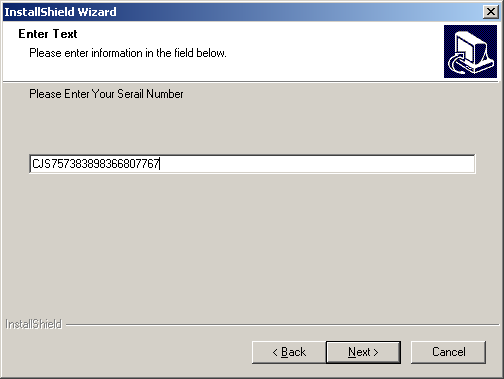 InstallShield Wizard
Enter Text
Please enter information in the field below.
Please Enter Your Serail Number
CJS757383898366807767
InstallShield
< Back
Next >
Cancel